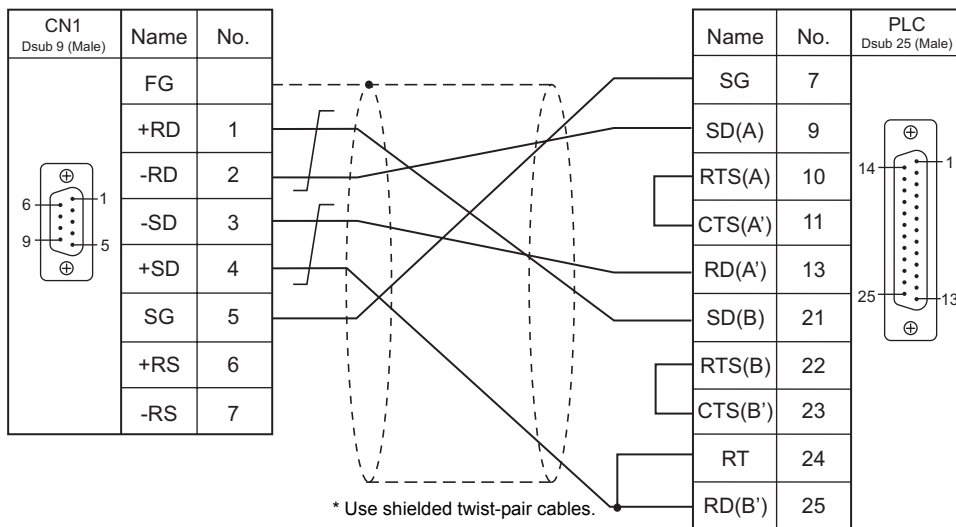 CN1
Dsub 9 (Male)
Name No.
FG
+RD 1
-RD 2
-SD 3
+SD 4
SG 5
+RS 6
-RS 7
6
1
9
5
Name No.
PLC
Dsub 25 (Male)
SG 7
SD(A) 9
RTS(A) 10
CTS(A’) 11
RD(A’) 13
SD(B) 21
RTS(B) 22
CTS(B’) 23
RT 24
RD(B’) 25
14
1
25
13
* Use shielded twist-pair cables.